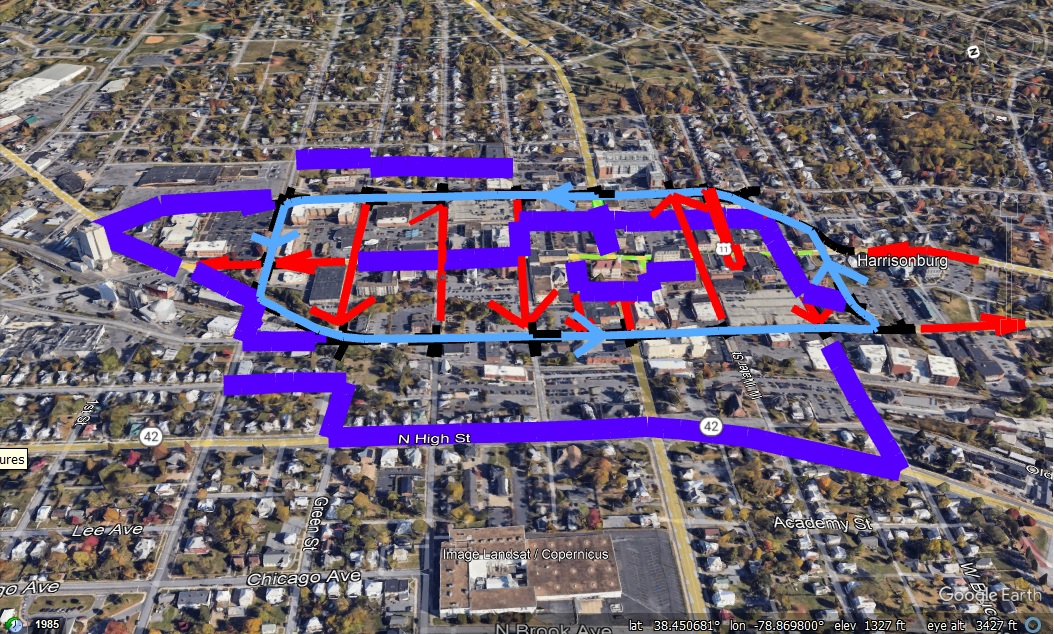 Z
11
Harrisonburg
1st St
42
N High St
42
ures
Green St
Lee Ave
Academy St
Image Landsat / Copernicus
Chicago Ave
go Ave
Google Earth
N Brook Ave
1985
lat 38.450681° lon -78.869800° elev 1327 ft eye alt 3427 ft